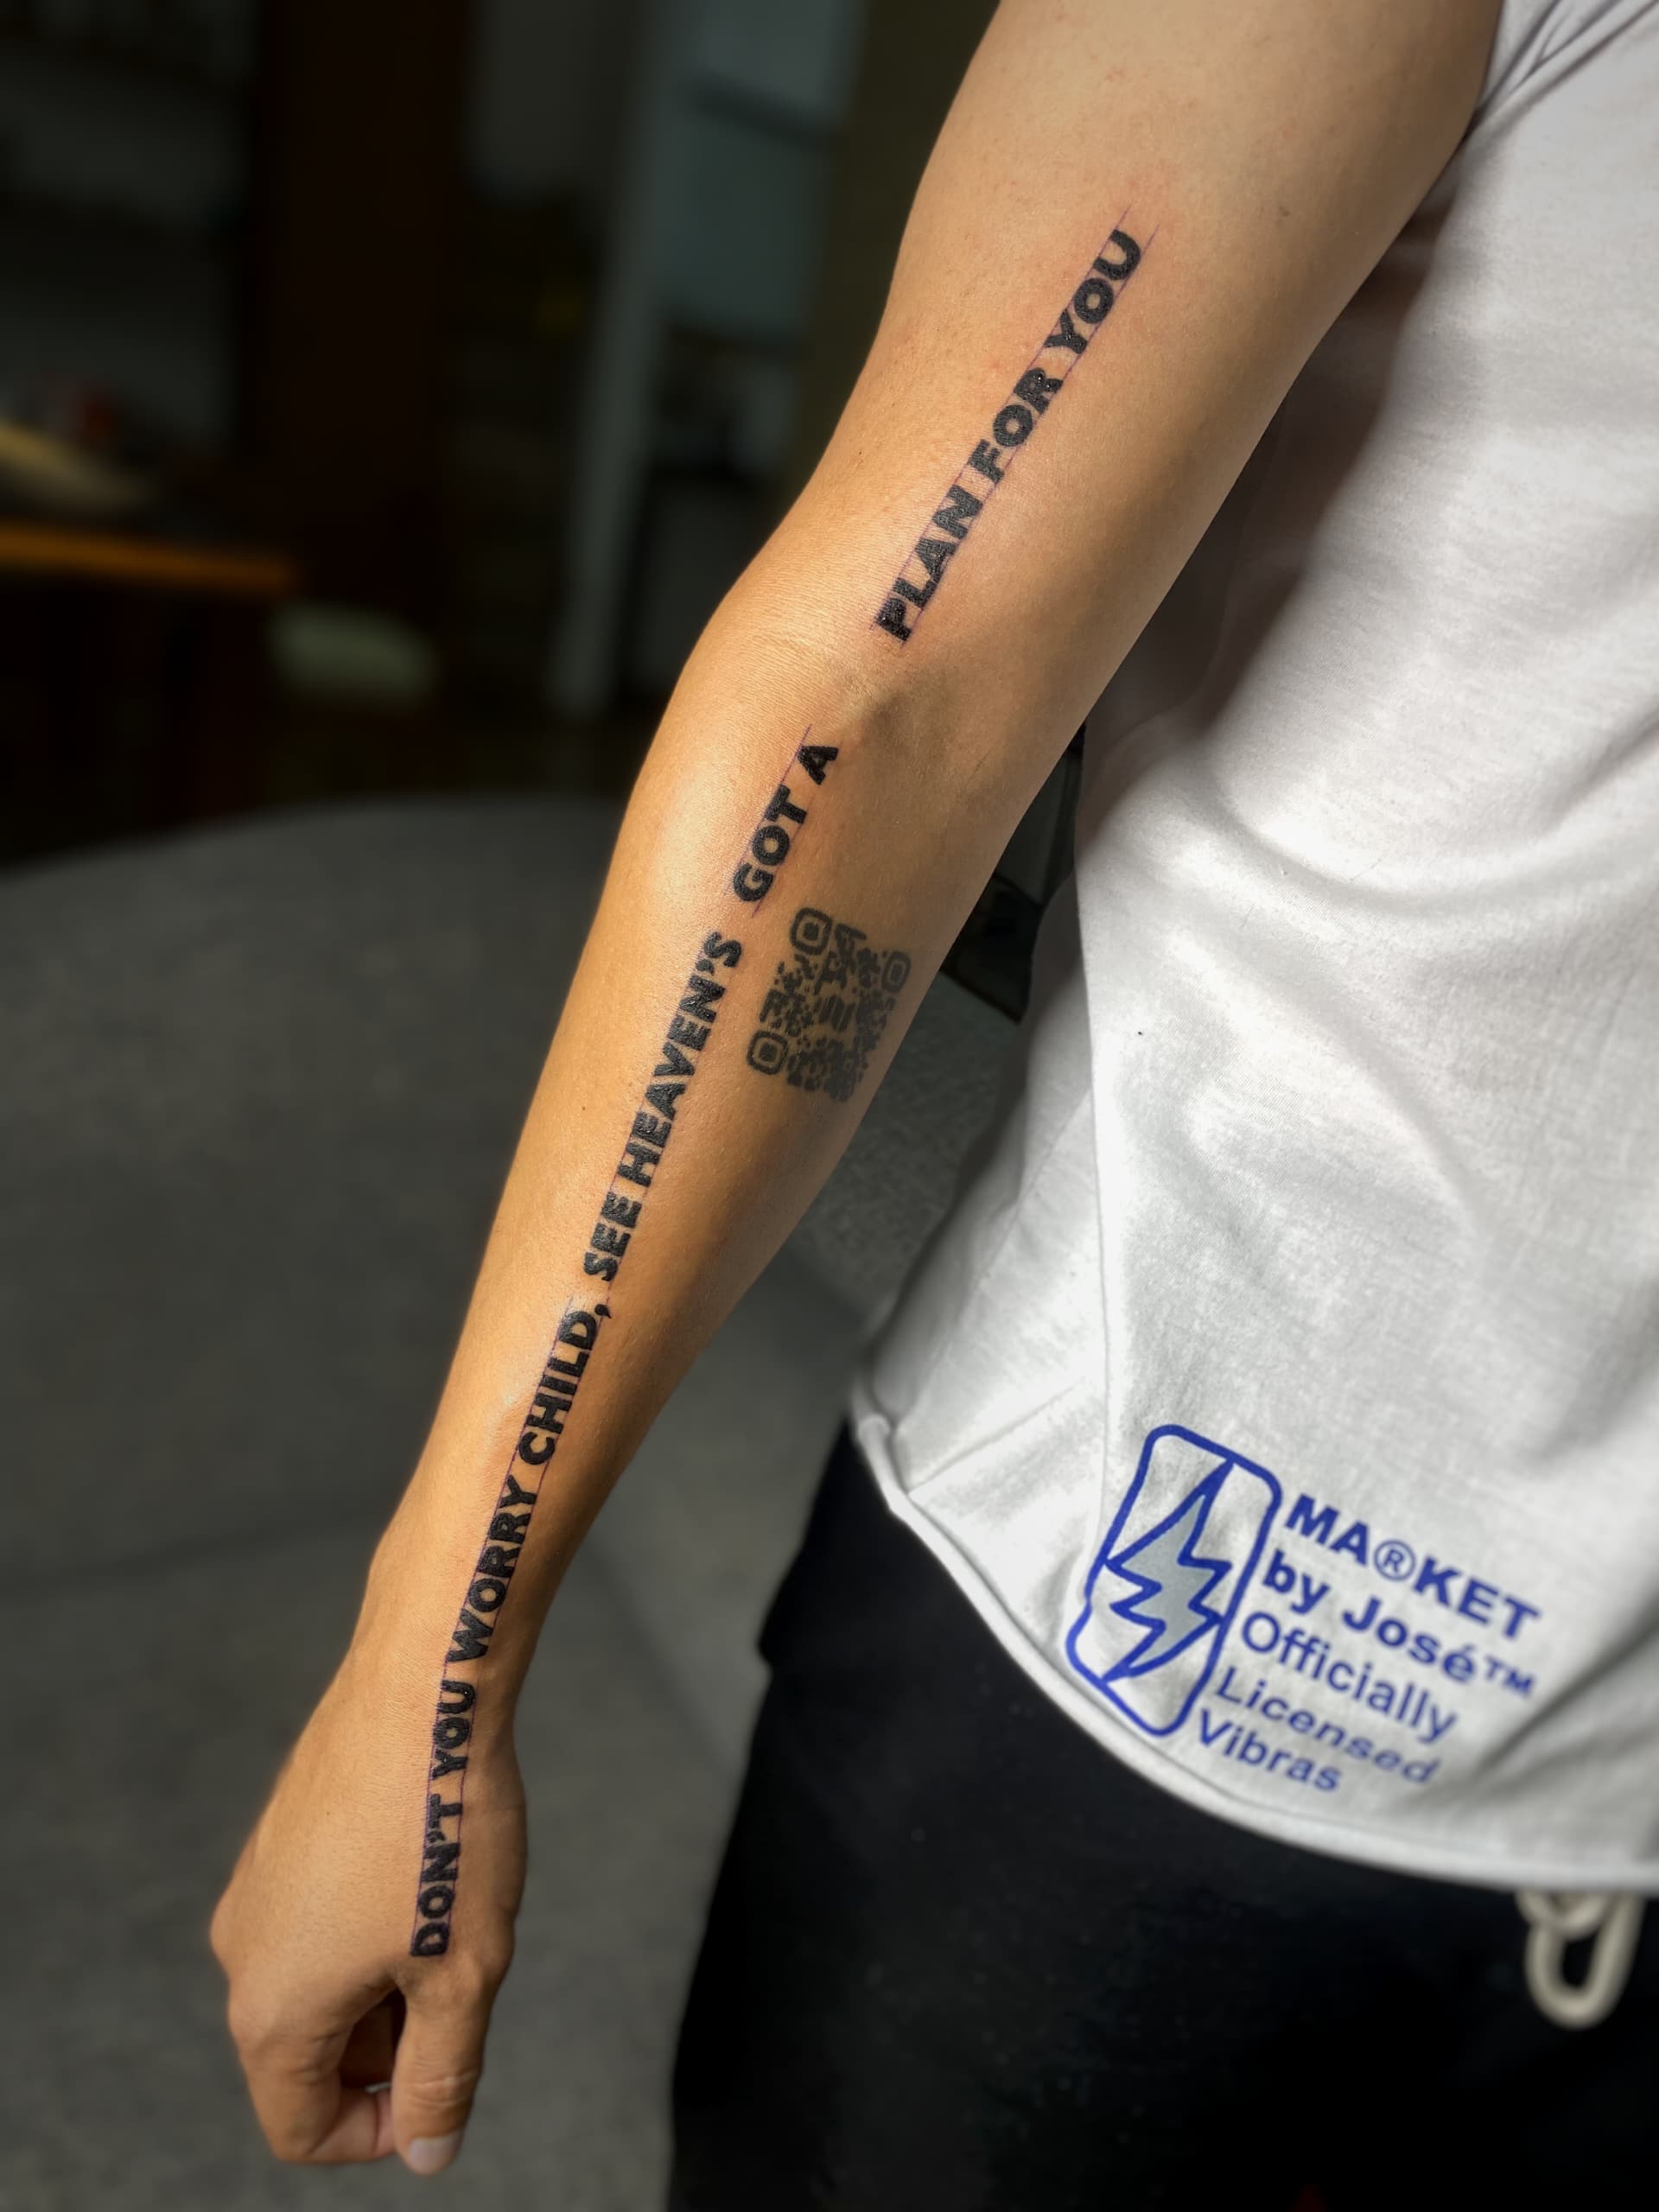 DON'T YOU WORRY CHILD, SEE HEAVEN'S GOT A PLAN FOR YOU
MA®KET
by José™
Officially
Licensed
Vibras